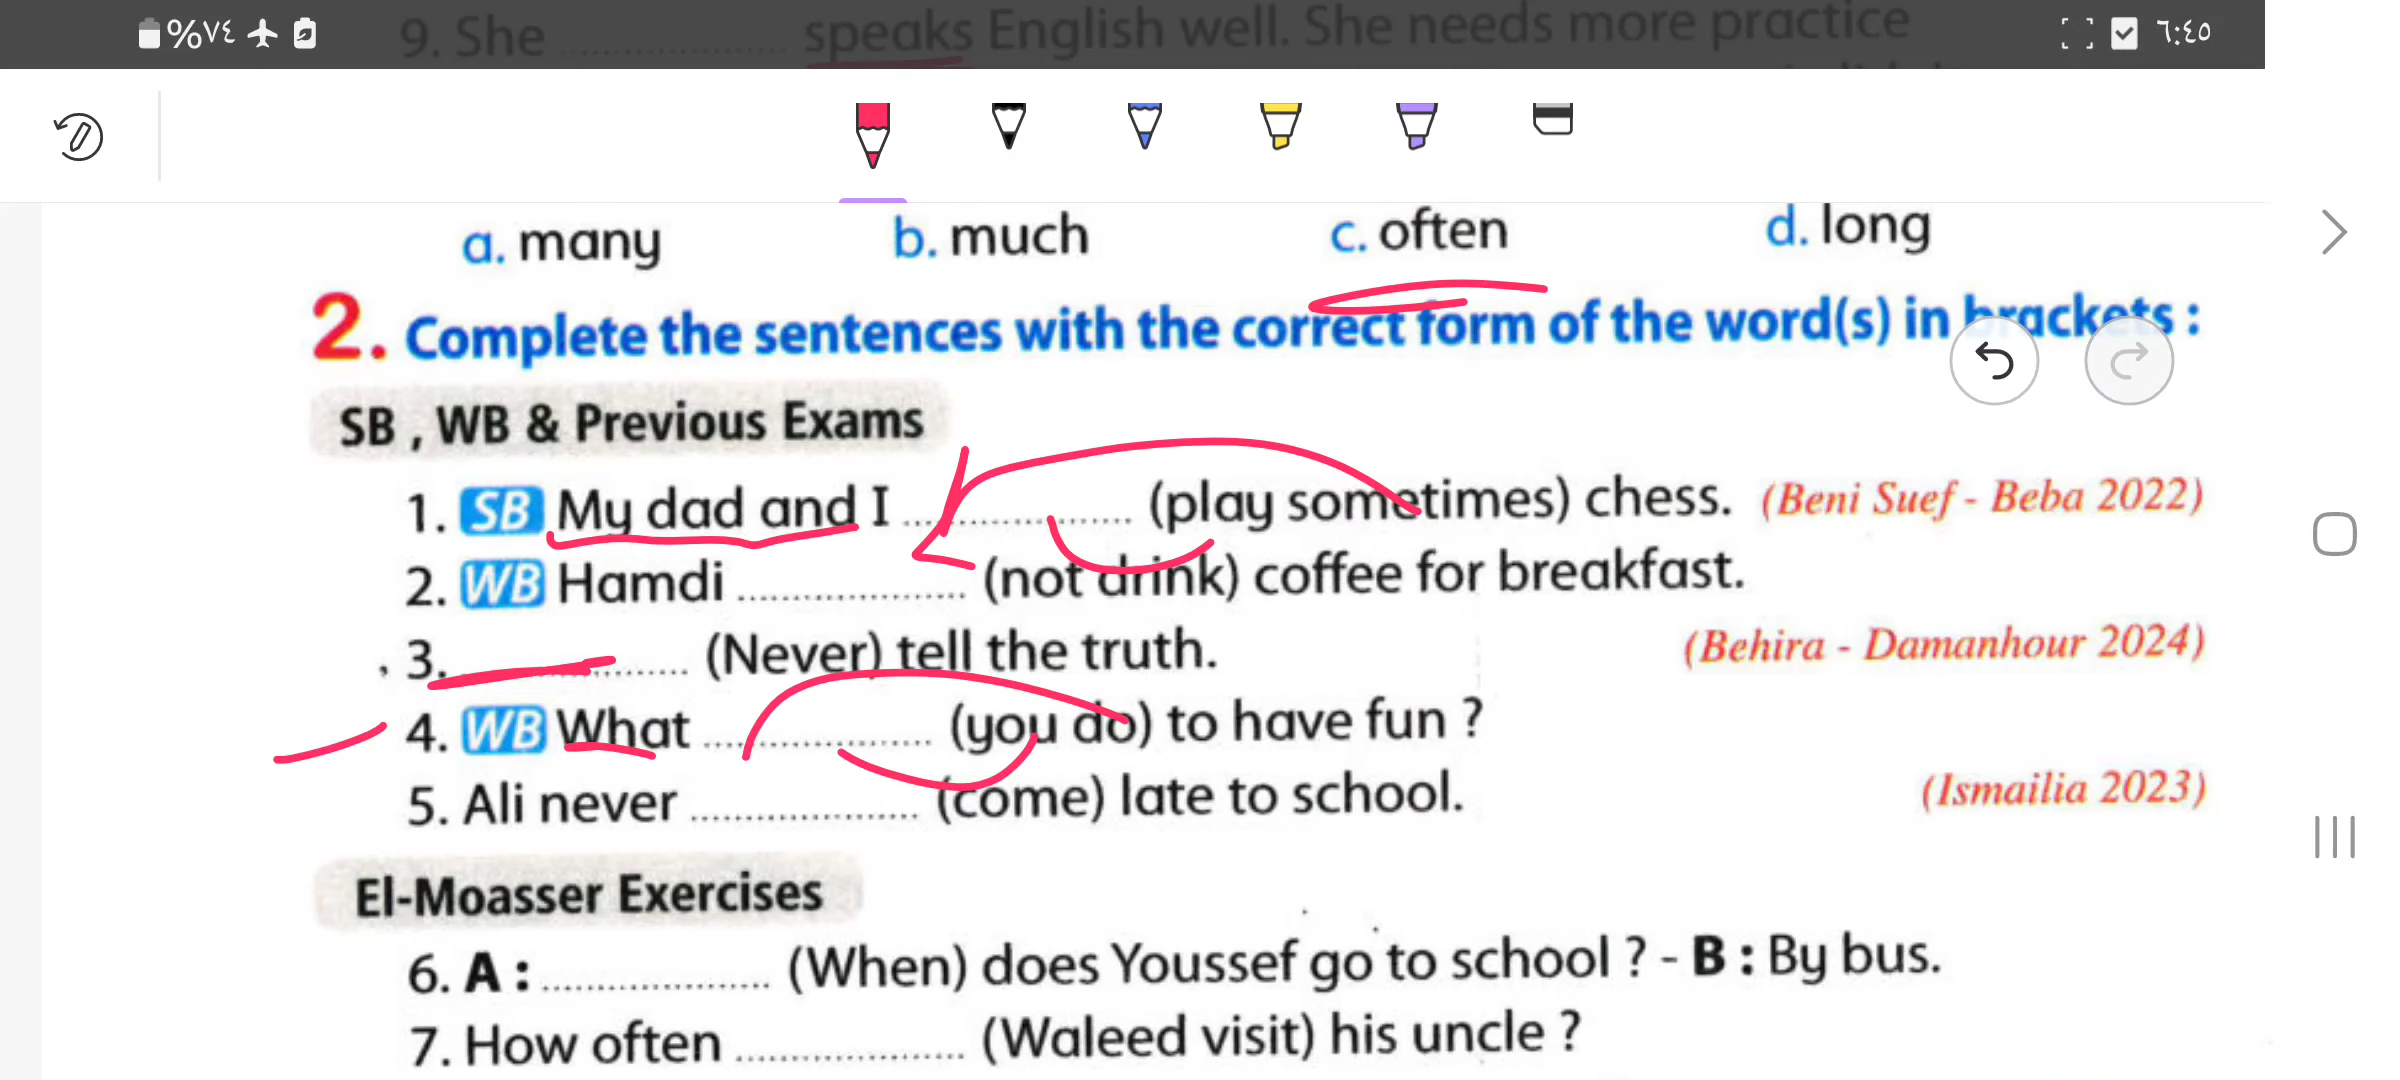 %٧٤ ٦:٤٥
9. She .................... speaks English well. She needs more practice
a. many b. much c. often d. long
2. Complete the sentences with the correct form of the word(s) in brackets :
SB , WB & Previous Exams
1. SB My dad and I .................... (play sometimes) chess. (Beni Suef - Beba 2022)
2. WB Hamdi .................... (not drink) coffee for breakfast.
3. .................... (Never) tell the truth. (Behira - Damanhour 2024)
4. WB What .................... (you do) to have fun ?
5. Ali never .................... (come) late to school. (Ismailia 2023)
El-Moasser Exercises
6. A : .................... (When) does Youssef go to school ? - B : By bus.
7. How often .................... (Waleed visit) his uncle ?